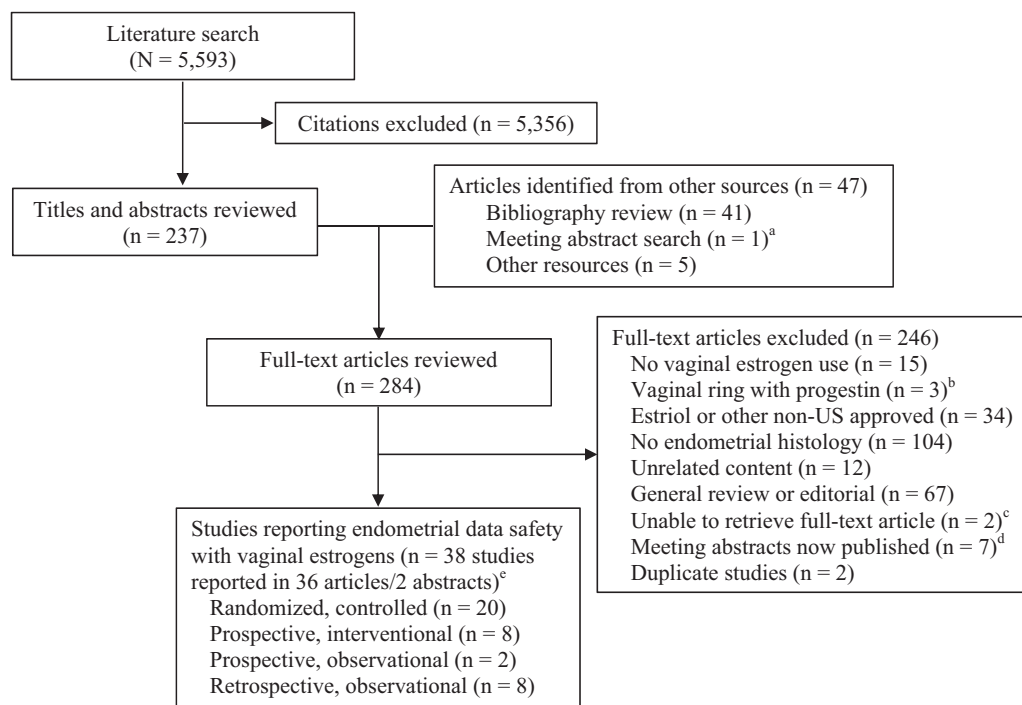 Literature search
(N = 5,593)
Citations excluded (n = 5,356)
Titles and abstracts reviewed
(n = 237)
Articles identified from other sources (n = 47)
Bibliography review (n = 41)
Meeting abstract search (n = 1)a
Other resources (n = 5)
Full-text articles reviewed
(n = 284)
Full-text articles excluded (n = 246)
No vaginal estrogen use (n = 15)
Vaginal ring with progestin (n = 3)b
Estriol or other non-US approved (n = 34)
No endometrial histology (n = 104)
Unrelated content (n = 12)
General review or editorial (n = 67)
Unable to retrieve full-text article (n = 2)c
Meeting abstracts now published (n = 7)d
Duplicate studies (n = 2)
Studies reporting endometrial data safety
with vaginal estrogens (n = 38 studies
reported in 36 articles/2 abstracts)e
Randomized, controlled (n = 20)
Prospective, interventional (n = 8)
Prospective, observational (n = 2)
Retrospective, observational (n = 8)